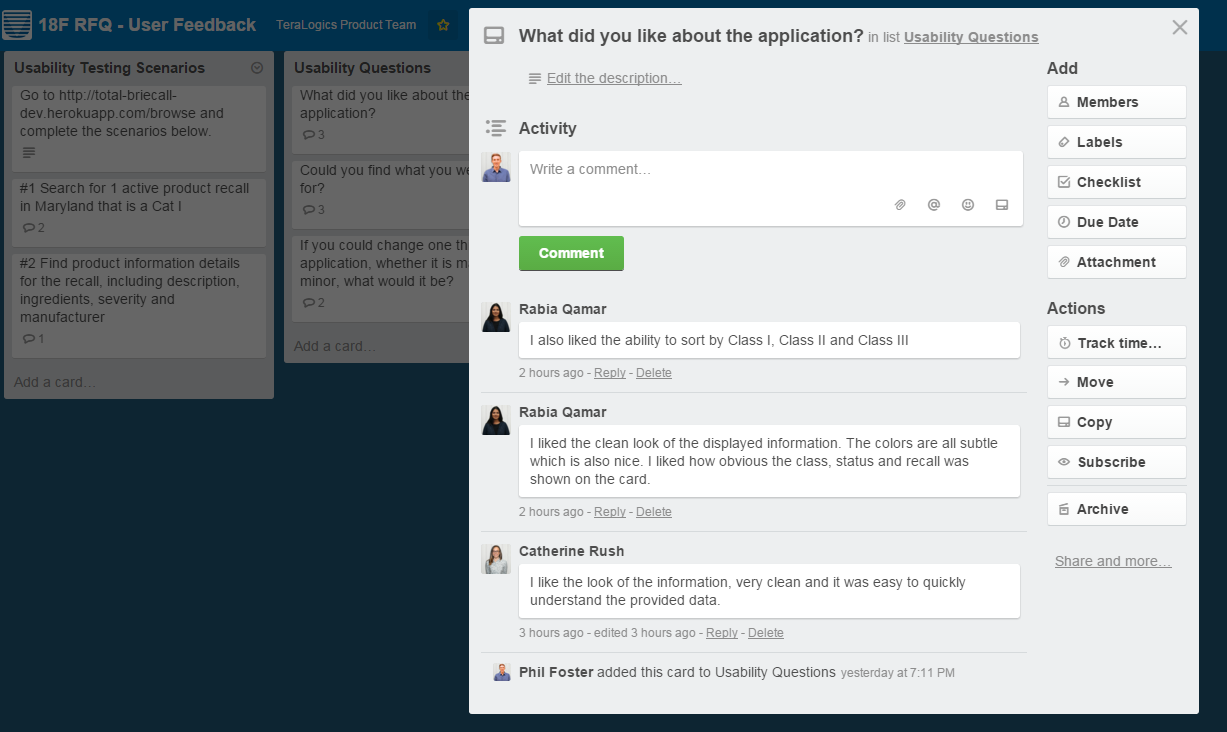 18F RFQ - User Feedback
TeraLogics Product Team
Usability Testing Scenarios
Go to http://total-briecall-
dev.herokuapp.com/browse and
complete the scenarios below.
#1 Search for 1 active product recall
in Maryland that is a Cat I
2
#2 Find product information details
for the recall, including description,
ingredients, severity and
manufacturer
1
Add a card…
Usability Questions
What did you like about the
application?
3
Could you find what you we
for?
3
If you could change one th
application, whether it is m
minor, what would it be?
2
Add a card…
What did you like about the application? in list Usability Questions
Edit the description…
Activity
Write a comment…
Comment
Rabia Qamar
I also liked the ability to sort by Class I, Class II and Class III
2 hours ago - Reply - Delete
Rabia Qamar
I liked the clean look of the displayed information. The colors are all subtle
which is also nice. I liked how obvious the class, status and recall was
shown on the card.
2 hours ago - Reply - Delete
Catherine Rush
I like the look of the information, very clean and it was easy to quickly
understand the provided data.
3 hours ago - edited 3 hours ago - Reply - Delete
Phil Foster added this card to Usability Questions yesterday at 7:11 PM
Add
Members
Labels
Checklist
Due Date
Attachment
Actions
Track time…
Move
Copy
Subscribe
Archive
Share and more…